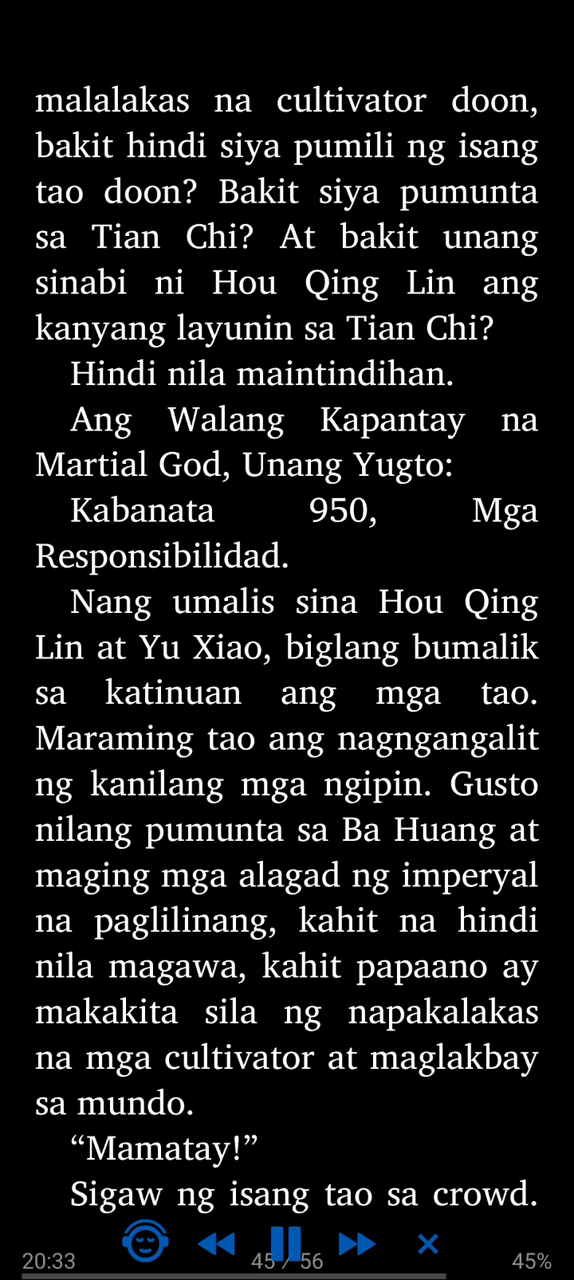 malalakas na cultivator doon,
bakit hindi siya pumili ng isang
tao doon? Bakit siya pumunta
sa Tian Chi? At bakit unang
sinabi ni Hou Qing Lin ang
kanyang layunin sa Tian Chi?
Hindi nila maintindihan.
Ang Walang Kapantay na
Martial God, Unang Yugto:
Kabanata 950, Mga
Responsibilidad.
Nang umalis sina Hou Qing
Lin at Yu Xiao, biglang bumalik
sa katinuan ang mga tao.
Maraming tao ang nagngangalit
ng kanilang mga ngipin. Gusto
nilang pumunta sa Ba Huang at
maging mga alagad ng imperyal
na paglilinang, kahit na hindi
nila magawa, kahit papaano ay
makakita sila ng napakalakas
na mga cultivator at maglakbay
sa mundo.
“Mamatay!”
Sigaw ng isang tao sa crowd.
20:33 45 / 56 45%